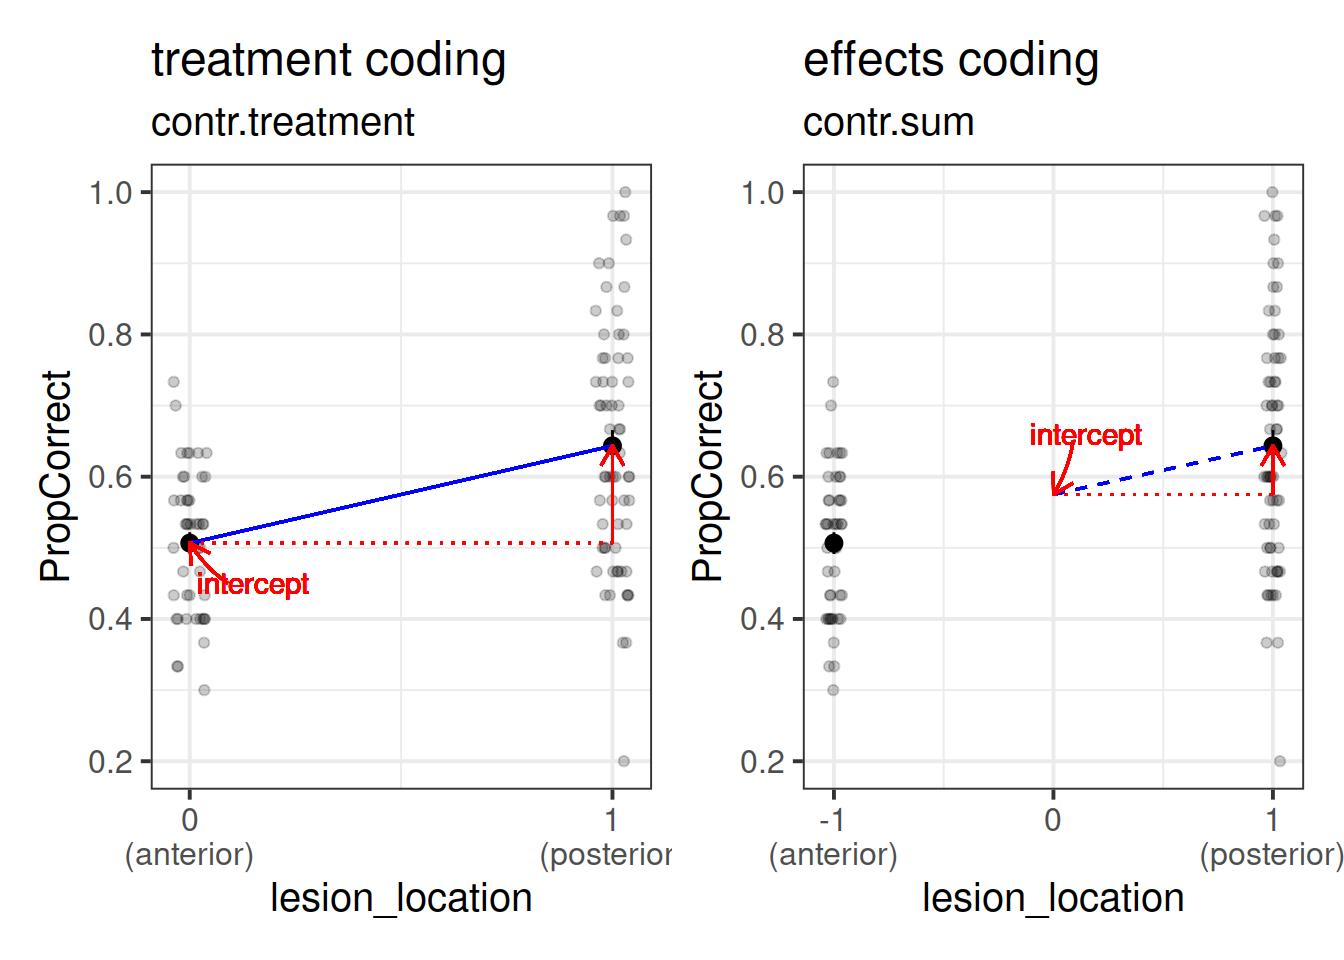 treatment coding
contr.treatment
PropCorrect
1.0
0.8
0.6
0.4
0.2
intercept
0
(anterior)
1
(posterior
lesion_location
effects coding
contr.sum
PropCorrect
1.0
0.8
0.6
0.4
0.2
intercept
-1
(anterior)
0
1
(posterior)
lesion_location